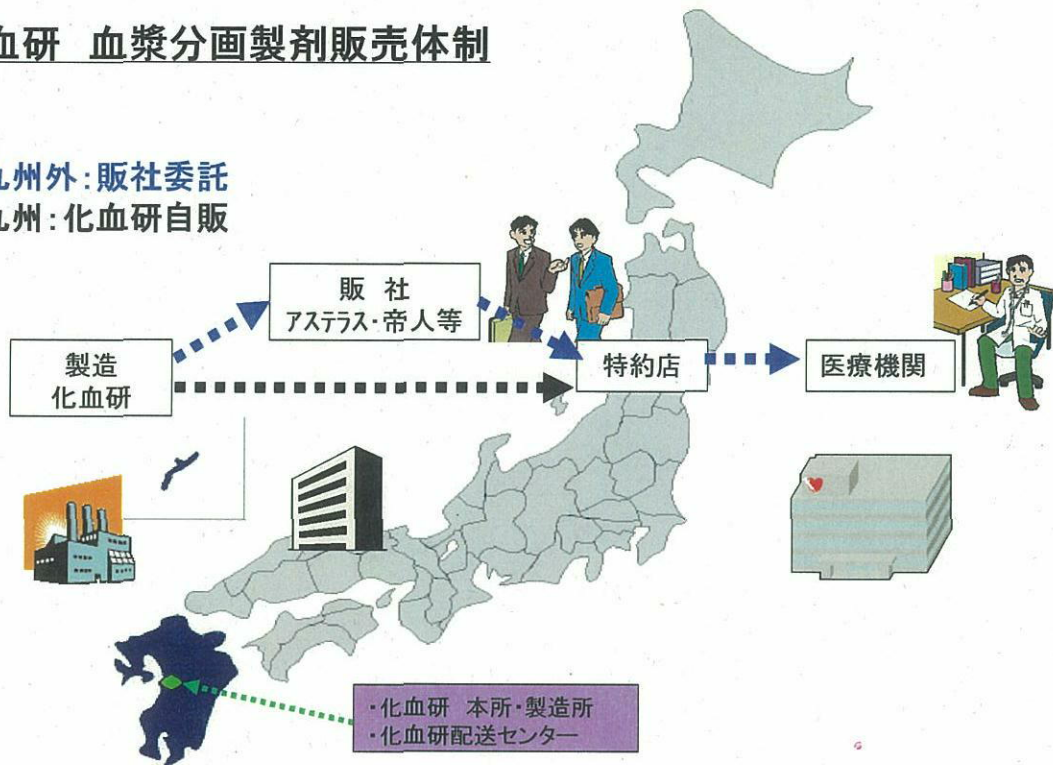 血研 血漿分画製剤販売体制
州外:販社委託
州:化血研自販
販 社
アステラス・帝人等
製造
化血研
特約店
医療機関
・化血研 本所・製造所
・化血研配送センター